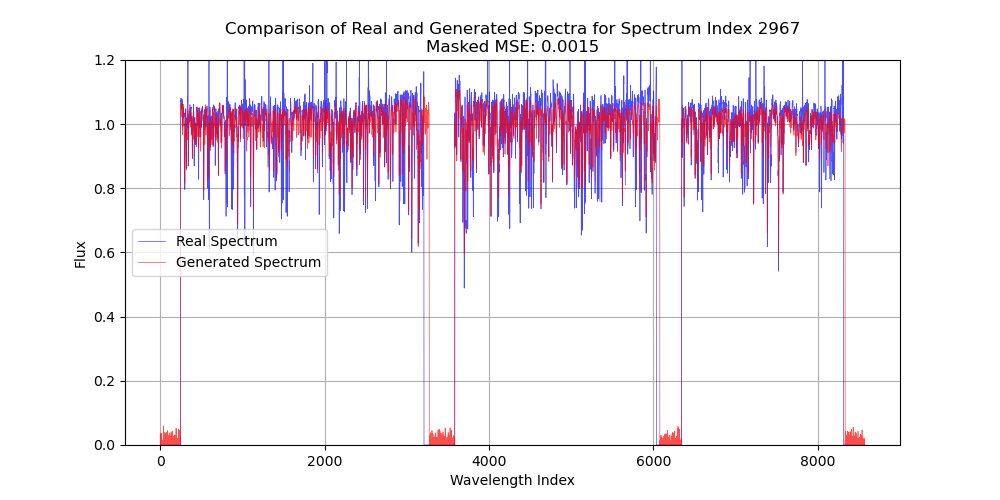 Comparison of Real and Generated Spectra for Spectrum Index 2967
Masked MSE: 0.0015
1.2
1.0
0.8
0.6
0.4
0.2
0.0
Flux
Real Spectrum
Generated Spectrum
0 2000 4000 6000 8000
Wavelength Index